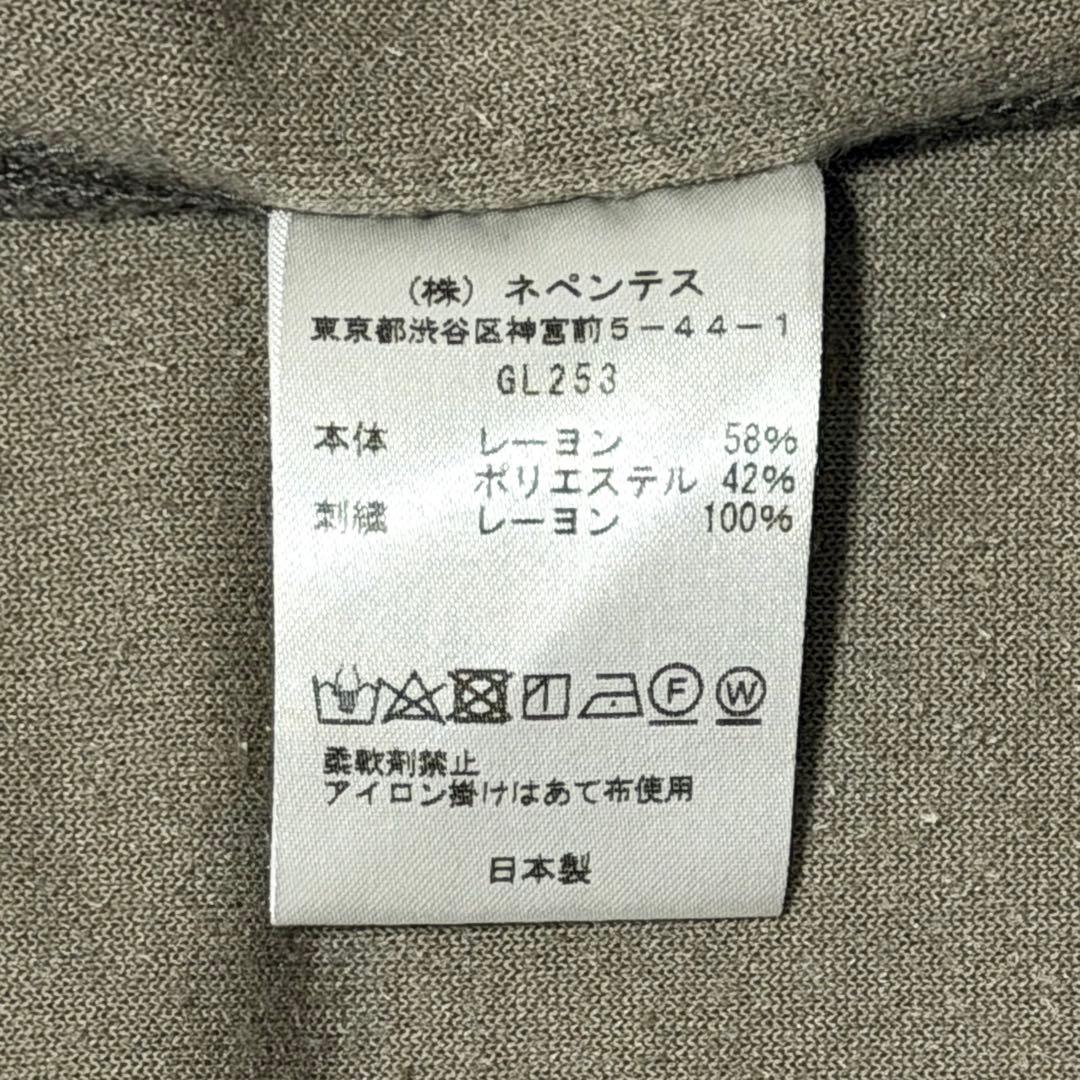 (株) ネペンテス
東京都渋谷区神宮前5-44-1
GL253
本体 レーヨン 58%
ポリエステル 42%
刺繍 レーヨン 100%
F W
柔軟剤禁止
アイロン掛けはあて布使用
日本製